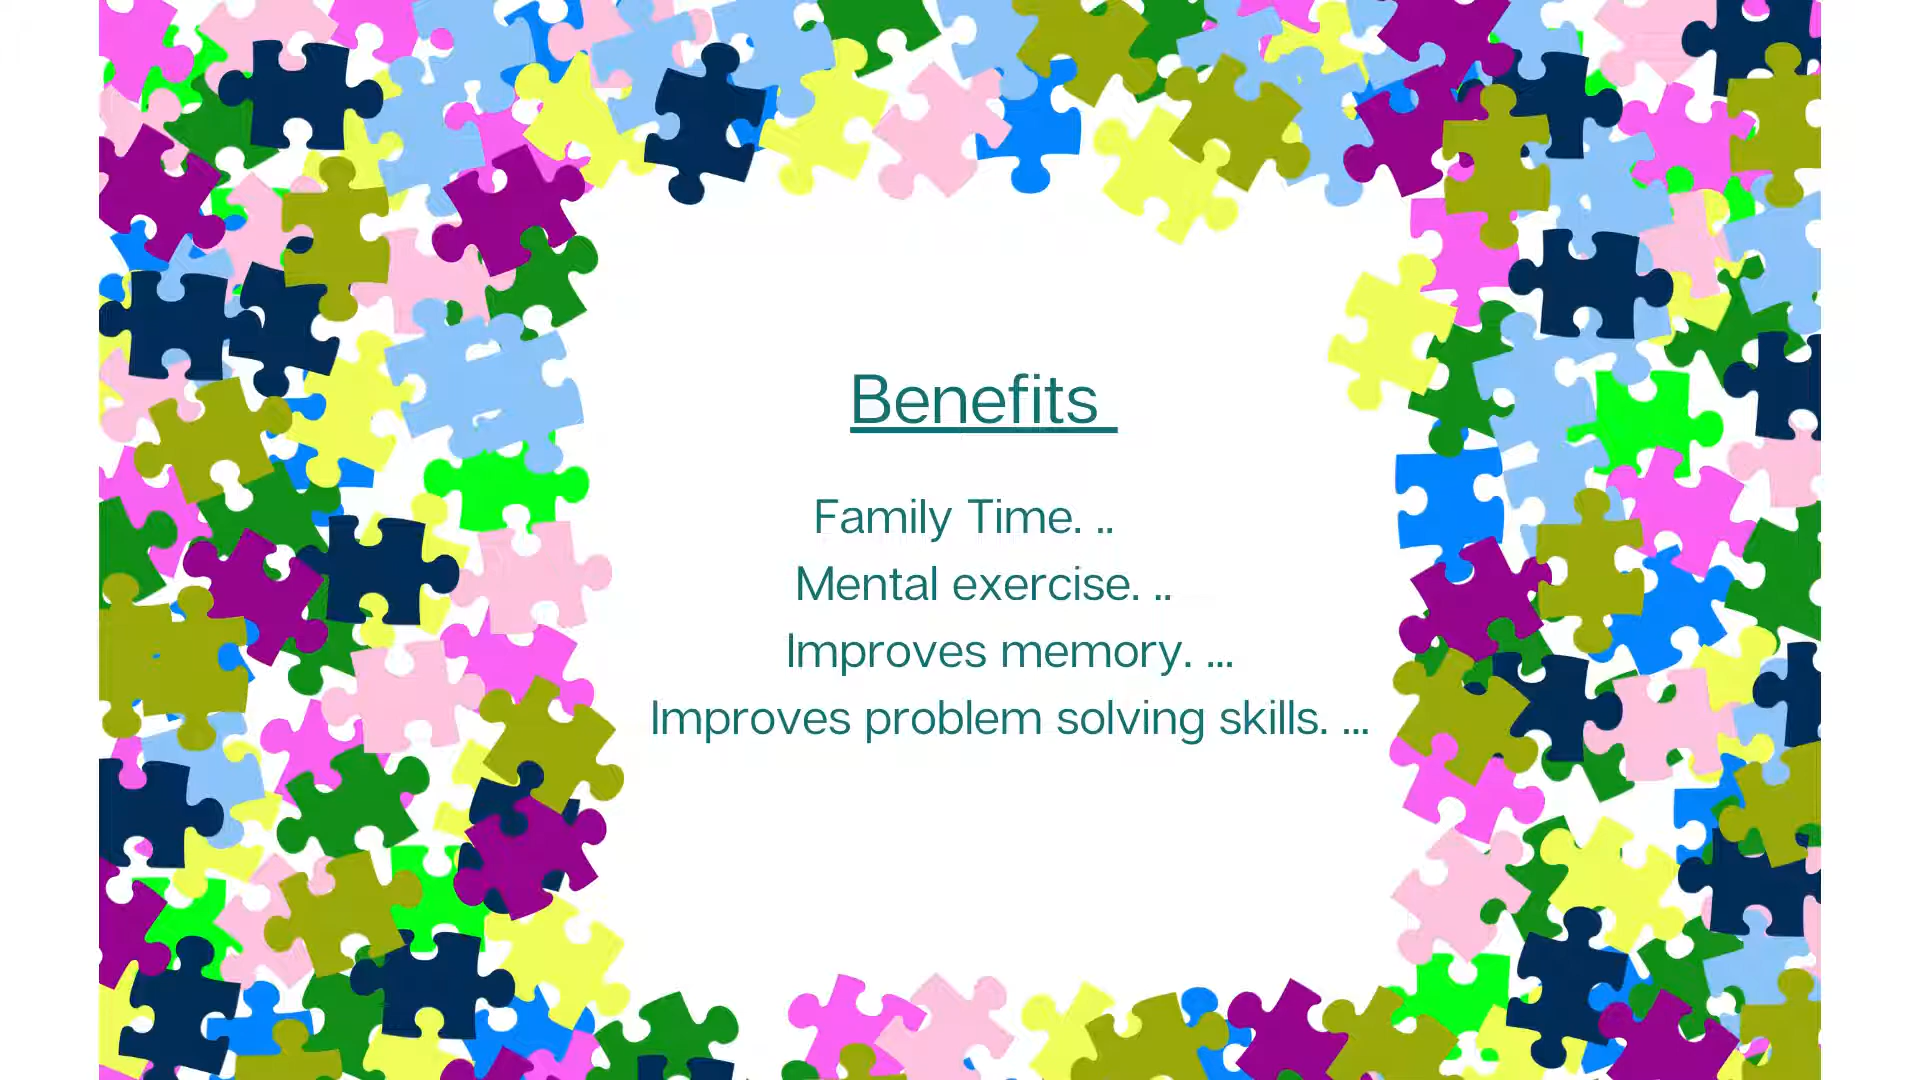 Benefits
Family Time. ..
Mental exercise. ..
Improves memory. ...
Improves problem solving skills. ...